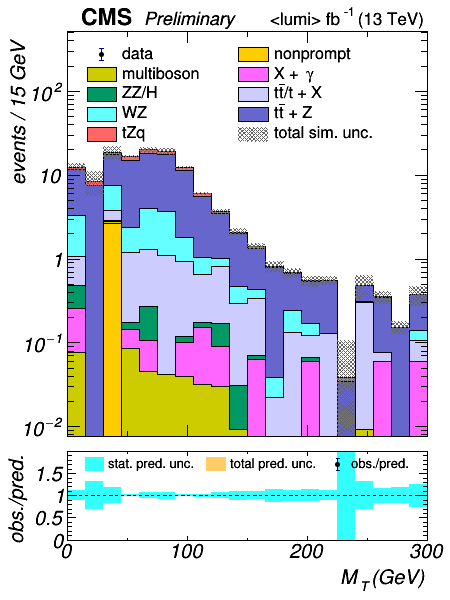 CMS Preliminary <lumi> fb⁻¹ (13 TeV)
events / 15 GeV
data
multiboson
ZZ/H
WZ
tZq
nonprompt
X + γ
tt̄/t + X
tt̄ + Z
total sim. unc.
10²
10
1
10⁻¹
10⁻²
obs./pred.
stat. pred. unc. total pred. unc. obs./pred.
1.5
1
0.5
0
0 100 200 300
M_T (GeV)